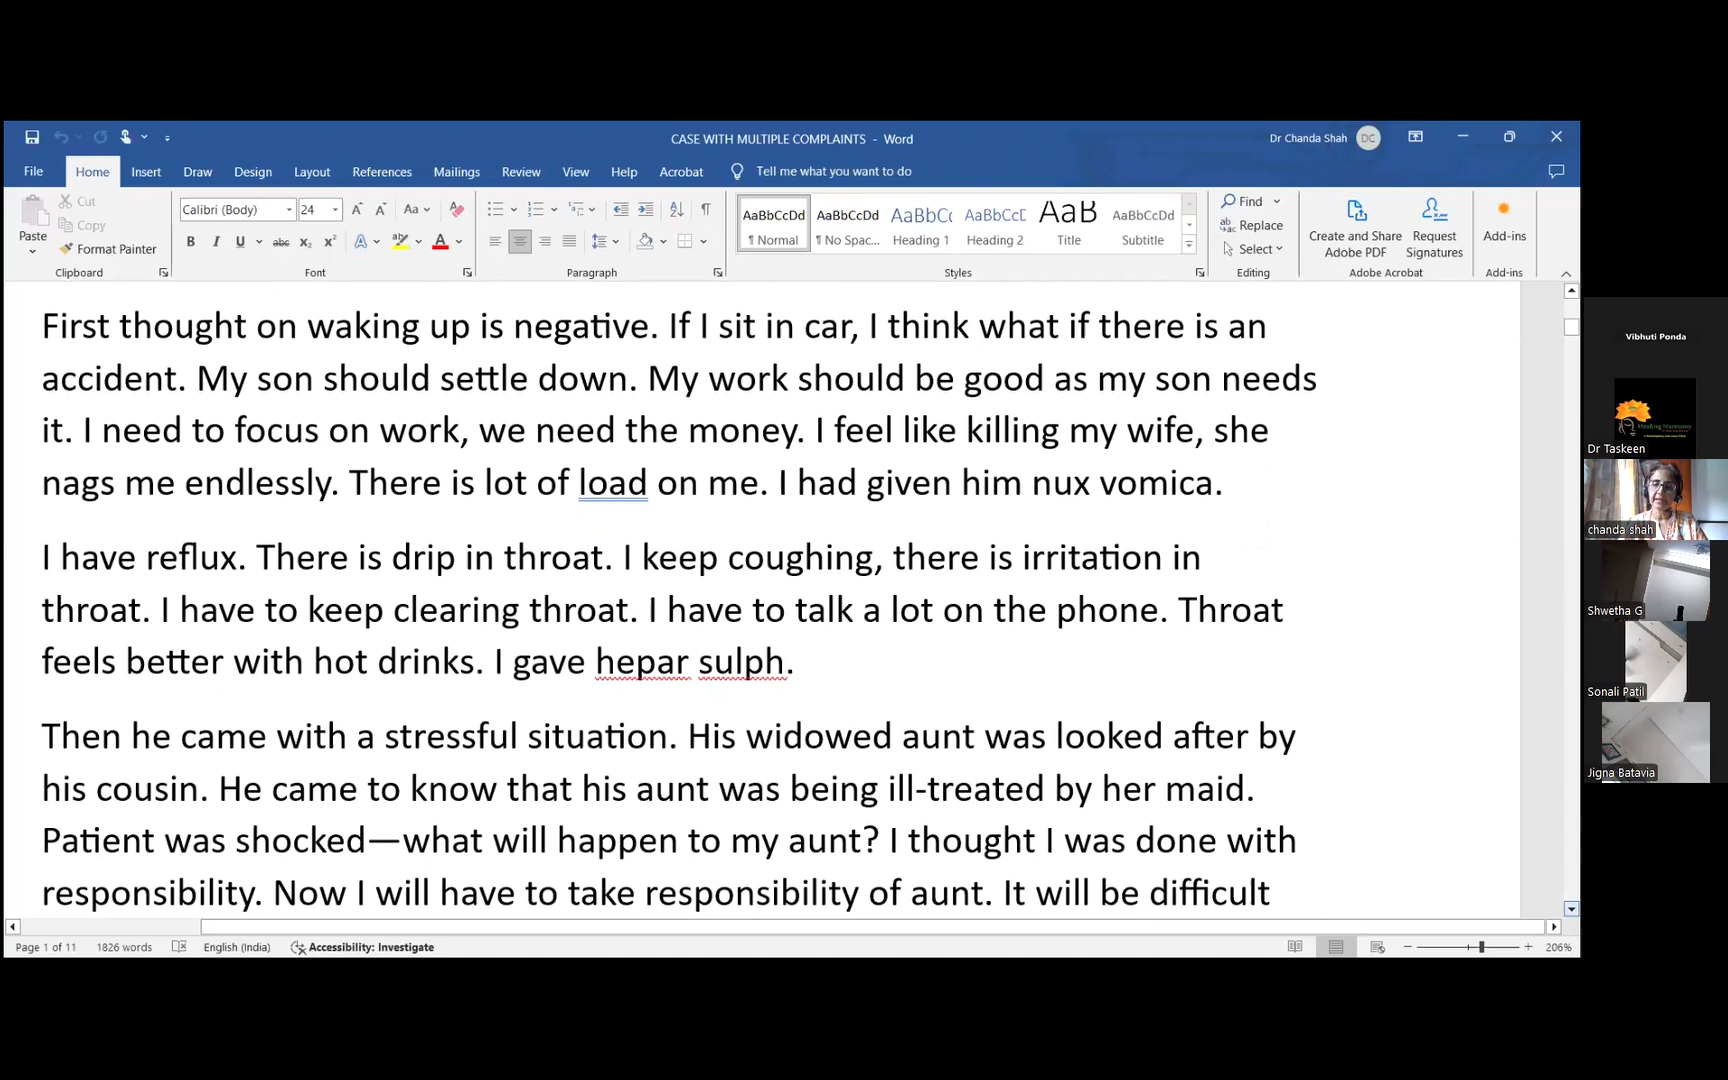 CASE WITH MULTIPLE COMPLAINTS - Word
Dr Chanda Shah DC
File Home Insert Draw Design Layout References Mailings Review View Help Acrobat Tell me what you want to do
Paste
Cut
Copy
Format Painter
Clipboard
Calibri (Body) 24
Font
Paragraph
AaBbCcDd AaBbCcDd AaBbCc AaBbCcD AaB AaBbCcDd
¶ Normal ¶ No Spac... Heading 1 Heading 2 Title Subtitle
Styles
Find
Replace
Select
Editing
Create and Share Adobe PDF
Request Signatures
Adobe Acrobat
Add-ins
Add-ins
First thought on waking up is negative. If I sit in car, I think what if there is an
accident. My son should settle down. My work should be good as my son needs
it. I need to focus on work, we need the money. I feel like killing my wife, she
nags me endlessly. There is lot of load on me. I had given him nux vomica.
I have reflux. There is drip in throat. I keep coughing, there is irritation in
throat. I have to keep clearing throat. I have to talk a lot on the phone. Throat
feels better with hot drinks. I gave hepar sulph.
Then he came with a stressful situation. His widowed aunt was looked after by
his cousin. He came to know that his aunt was being ill-treated by her maid.
Patient was shocked—what will happen to my aunt? I thought I was done with
responsibility. Now I will have to take responsibility of aunt. It will be difficult
Page 1 of 11 1826 words English (India) Accessibility: Investigate 206%
Vibhuti Ponda
Healing Harmony
Dr Taskeen
chanda shah
Shwetha G
Sonali Patil
Jigna Batavia